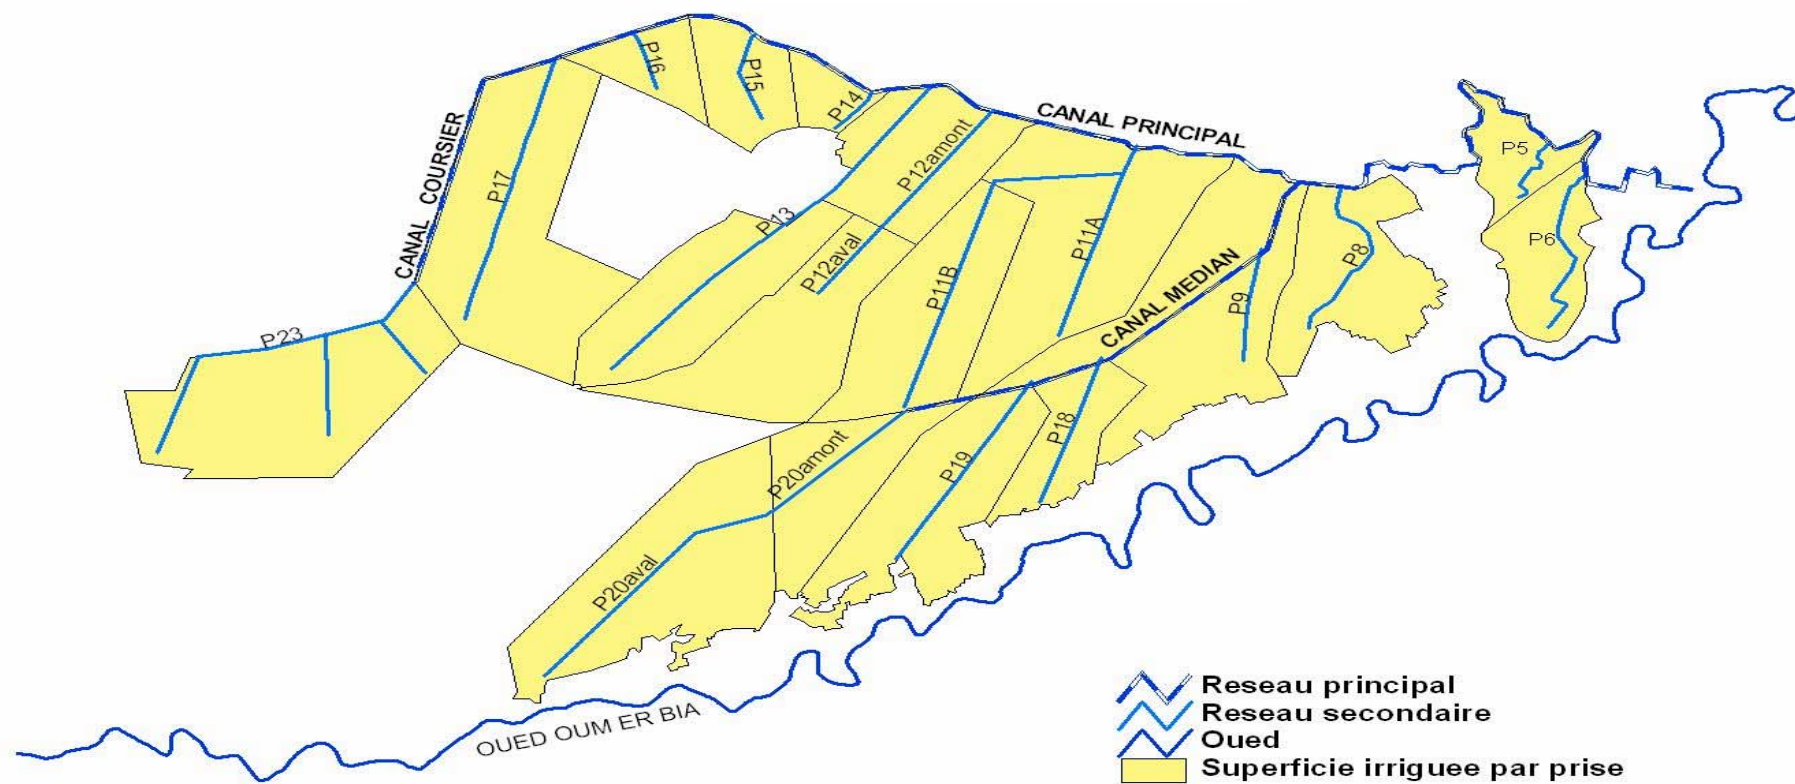 P16
P15
P14
CANAL PRINCIPAL
P5
P12amont
CANAL COURSIER
P17
P13
P11A
P6
P8
P12aval
P11B
CANAL MEDIAN
P9
P23
P18
P20amont
P19
P20aval
OUED OUM ER BIA
Reseau principal
Reseau secondaire
Oued
Superficie irriguee par prise